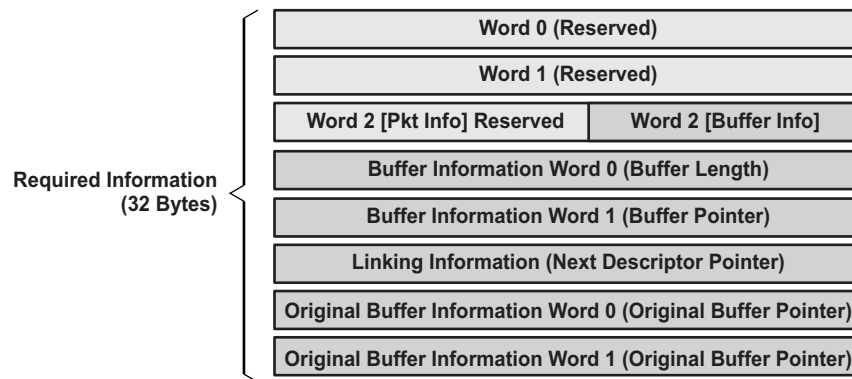 Word 0 (Reserved)
Word 1 (Reserved)
Word 2 [Pkt Info] Reserved
Word 2 [Buffer Info]
Buffer Information Word 0 (Buffer Length)
Required Information
(32 Bytes)
Buffer Information Word 1 (Buffer Pointer)
Linking Information (Next Descriptor Pointer)
Original Buffer Information Word 0 (Original Buffer Pointer)
Original Buffer Information Word 1 (Original Buffer Pointer)